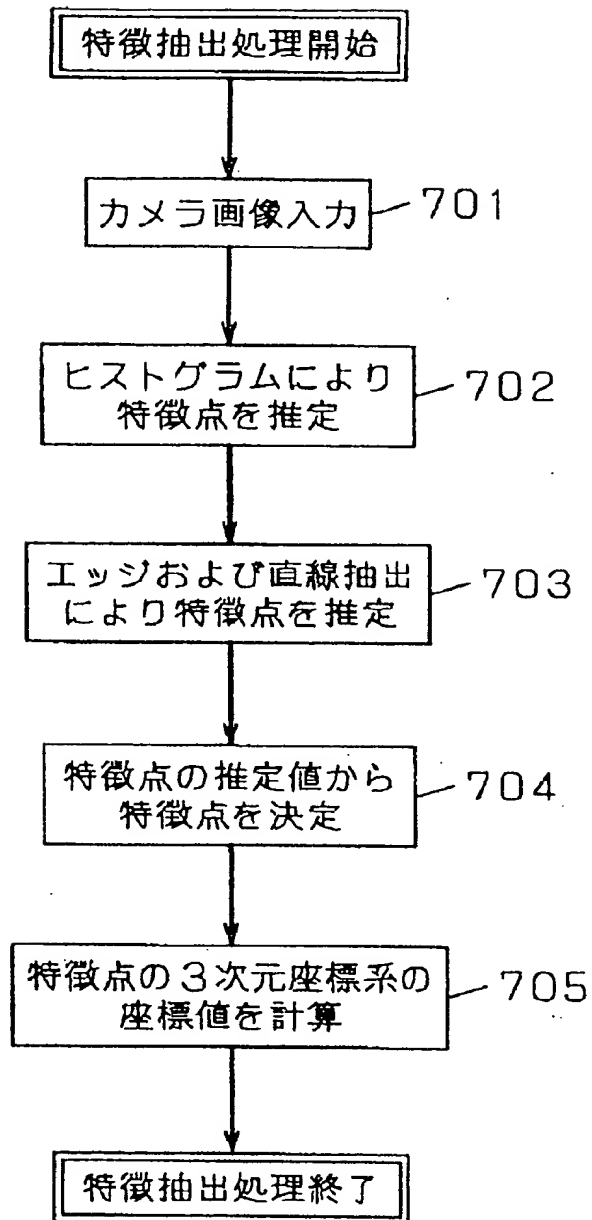 特徴抽出処理開始
カメラ画像入力
701
ヒストグラムにより
特徴点を推定
702
エッジおよび直線抽出
により特徴点を推定
703
特徴点の推定値から
特徴点を決定
704
特徴点の3次元座標系の
座標値を計算
705
特徴抽出処理終了